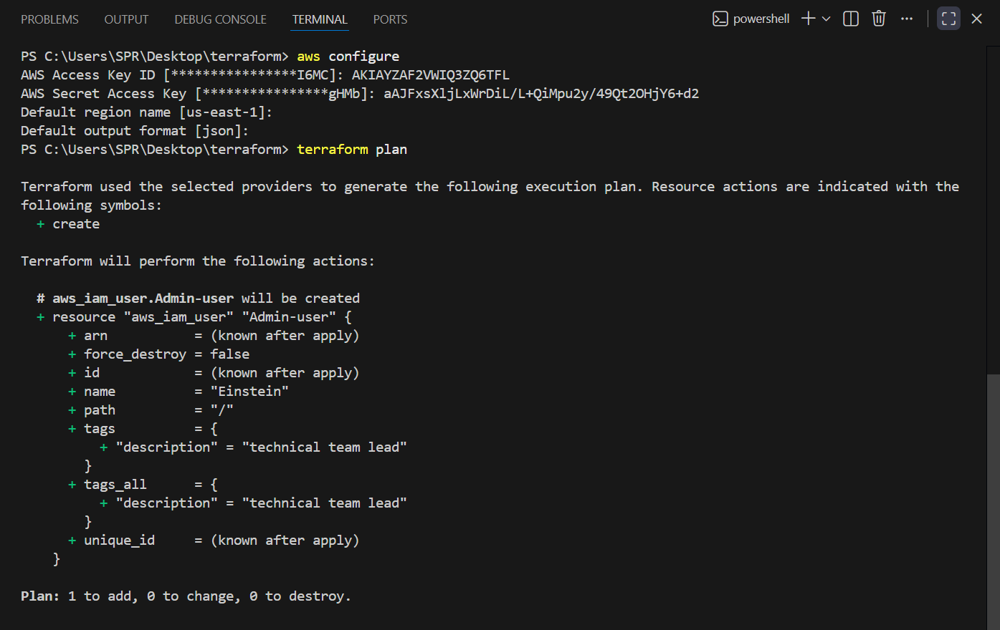 PROBLEMS OUTPUT DEBUG CONSOLE TERMINAL PORTS powershell
PS C:\Users\SPR\Desktop\terraform> aws configure
AWS Access Key ID [****************I6MC]: AKIAYZAF2VWIQ3ZQ6TFL
AWS Secret Access Key [****************gHMb]: 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
Default region name [us-east-1]:
Default output format [json]:
PS C:\Users\SPR\Desktop\terraform> terraform plan
Terraform used the selected providers to generate the following execution plan. Resource actions are indicated with the
following symbols:
+ create
Terraform will perform the following actions:
# aws_iam_user.Admin-user will be created
+ resource "aws_iam_user" "Admin-user" {
+ arn = (known after apply)
+ force_destroy = false
+ id = (known after apply)
+ name = "Einstein"
+ path = "/"
+ tags = {
+ "description" = "technical team lead"
}
+ tags_all = {
+ "description" = "technical team lead"
}
+ unique_id = (known after apply)
}
Plan: 1 to add, 0 to change, 0 to destroy.